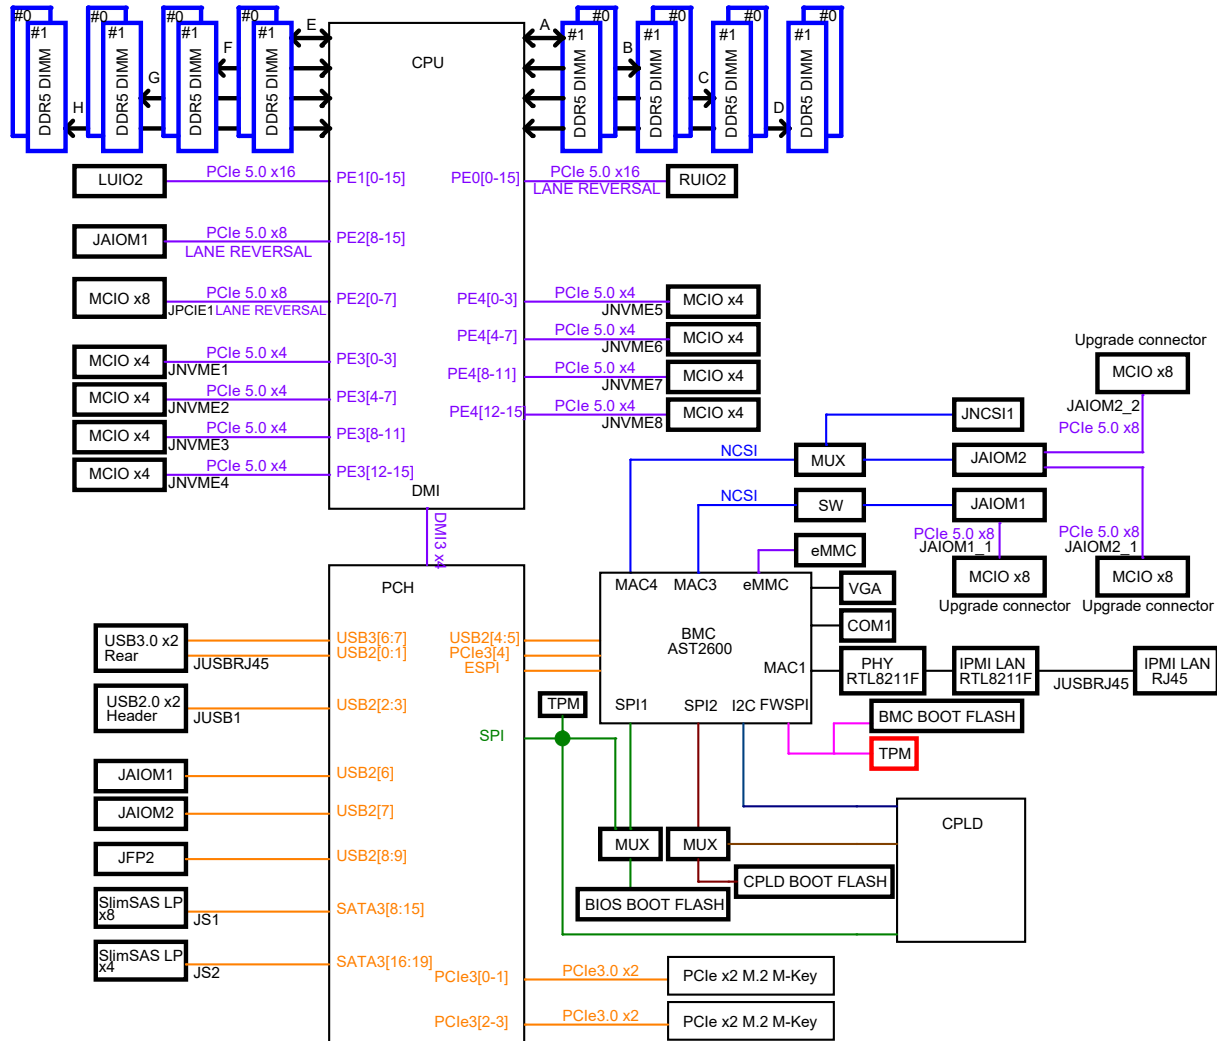 #0
#0
#0
#0
#0
#0
#0
#0
#1
#1
#1
#1
#1
#1
#1
#1
DDR5 DIMM
DDR5 DIMM
DDR5 DIMM
DDR5 DIMM
DDR5 DIMM
DDR5 DIMM
DDR5 DIMM
DDR5 DIMM
E
F
G
H
A
B
C
D
CPU
LUIO2
PCIe 5.0 x16
PE1[0-15]
PE0[0-15]
PCIe 5.0 x16
LANE REVERSAL
RUIO2
JAIOM1
PCIe 5.0 x8
LANE REVERSAL
PE2[8-15]
MCIO x8
PCIe 5.0 x8
JPCIE1 LANE REVERSAL
PE2[0-7]
PE4[0-3]
PCIe 5.0 x4
JNVME5
MCIO x4
PE4[4-7]
PCIe 5.0 x4
JNVME6
MCIO x4
MCIO x4
PCIe 5.0 x4
JNVME1
PE3[0-3]
PE4[8-11]
PCIe 5.0 x4
JNVME7
MCIO x4
MCIO x4
PCIe 5.0 x4
JNVME2
PE3[4-7]
PE4[12-15]
PCIe 5.0 x4
JNVME8
MCIO x4
MCIO x4
PCIe 5.0 x4
JNVME3
PE3[8-11]
MCIO x4
PCIe 5.0 x4
JNVME4
PE3[12-15]
DMI
DMI3 x4
Upgrade connector
MCIO x8
JAIOM2_2
PCIe 5.0 x8
JNCSI1
NCSI
MUX
JAIOM2
NCSI
SW
JAIOM1
PCIe 5.0 x8
JAIOM1_1
PCIe 5.0 x8
JAIOM2_1
eMMC
MCIO x8
MCIO x8
Upgrade connector
Upgrade connector
PCH
MAC4
MAC3
eMMC
VGA
COM1
BMC
AST2600
MAC1
PHY
RTL8211F
IPMI LAN
RTL8211F
JUSBRJ45
IPMI LAN
RJ45
USB3.0 x2
Rear
JUSBRJ45
USB3[6:7]
USB2[0:1]
USB2[4:5]
PCIe3[4]
ESPI
USB2.0 x2
Header
JUSB1
USB2[2:3]
TPM
SPI1
SPI2
I2C
FWSPI
BMC BOOT FLASH
TPM
SPI
JAIOM1
USB2[6]
JAIOM2
USB2[7]
CPLD
JFP2
USB2[8:9]
MUX
MUX
CPLD BOOT FLASH
BIOS BOOT FLASH
SlimSAS LP
x8
JS1
SATA3[8:15]
SlimSAS LP
x4
JS2
SATA3[16:19]
PCIe3[0-1]
PCIe3.0 x2
PCIe x2 M.2 M-Key
PCIe3[2-3]
PCIe3.0 x2
PCIe x2 M.2 M-Key